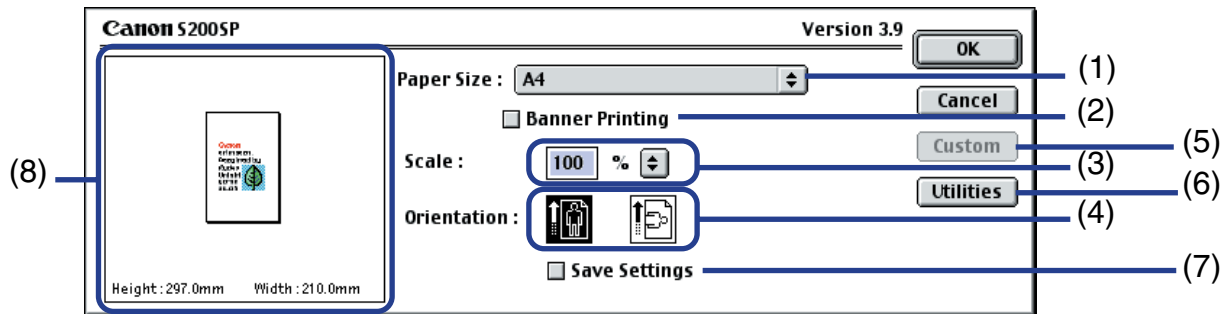 Canon S200SP
Version 3.9
OK
Paper Size : A4
(1)
Cancel
Banner Printing
(2)
Custom
(5)
Scale : 100 %
(3)
Utilities
(6)
(8)
Canon
Orientation :
(4)
Save Settings
(7)
Height:297.0mm Width:210.0mm